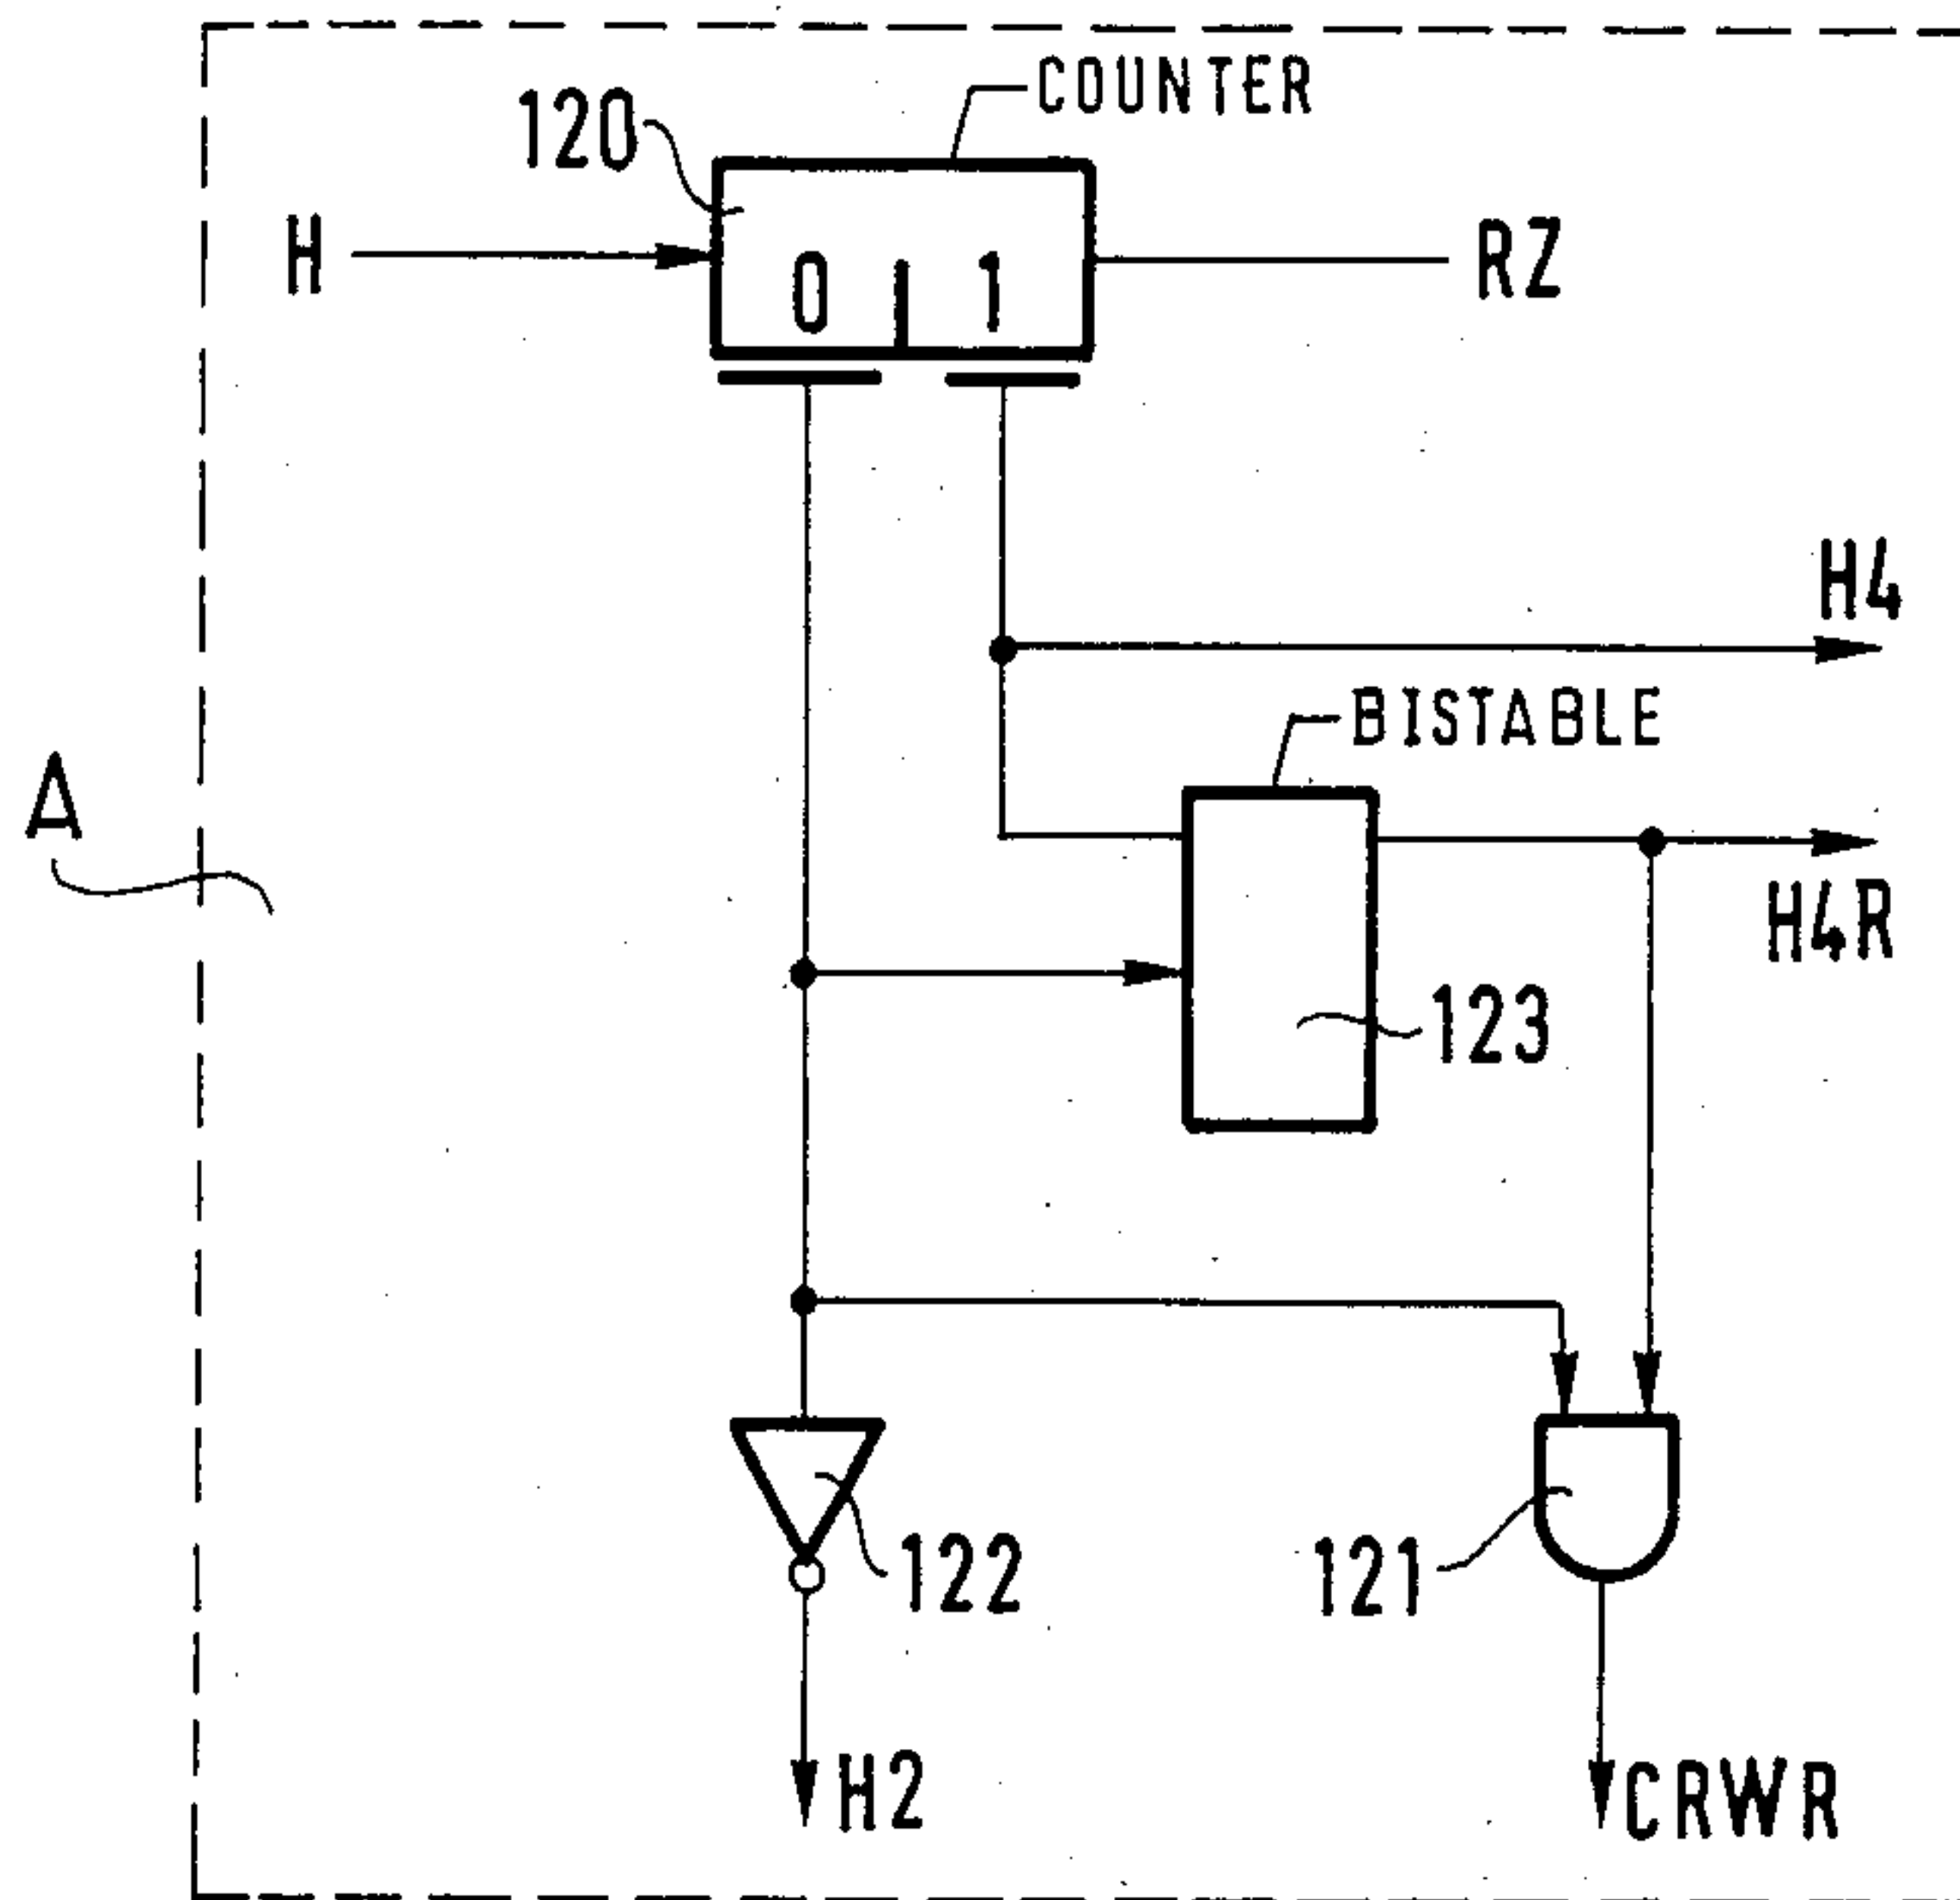 COUNTER
120
H
0 1
RZ
H4
BISTABLE
A
H4R
123
122
121
H2
CRWR